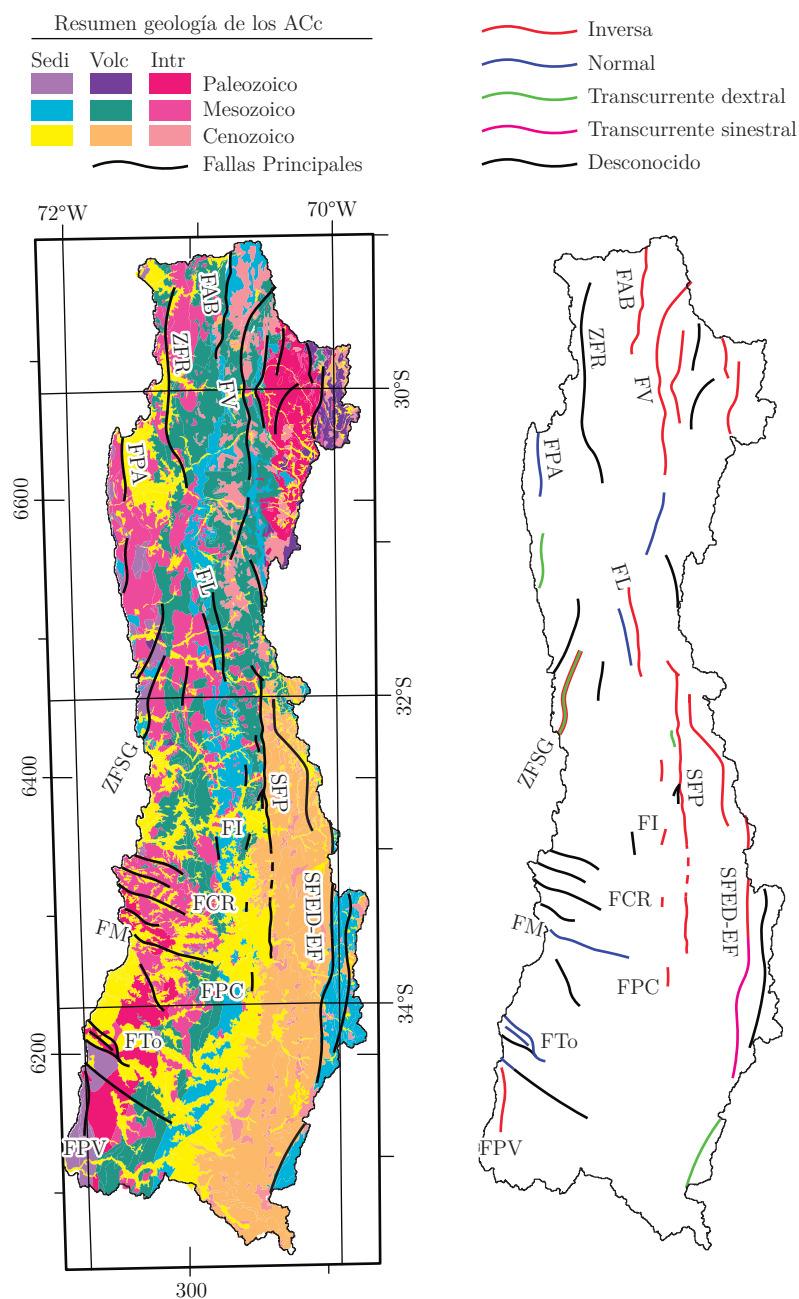 Resumen geología de los ACc
Sedi Volc Intr
Paleozoico
Mesozoico
Cenozoico
Fallas Principales
Inversa
Normal
Transcurrente dextral
Transcurrente sinestral
Desconocido
72°W
70°W
30°S
32°S
34°S
6600
6400
6200
300
FAB
ZFR
FV
FPA
FL
ZFSG
SFP
FI
FCR
SFED-EF
FM
FPC
FTo
FPV
FAB
ZFR
FV
FPA
FL
ZFSG
SFP
FI
FCR
SFED-EF
FM
FPC
FTo
FPV